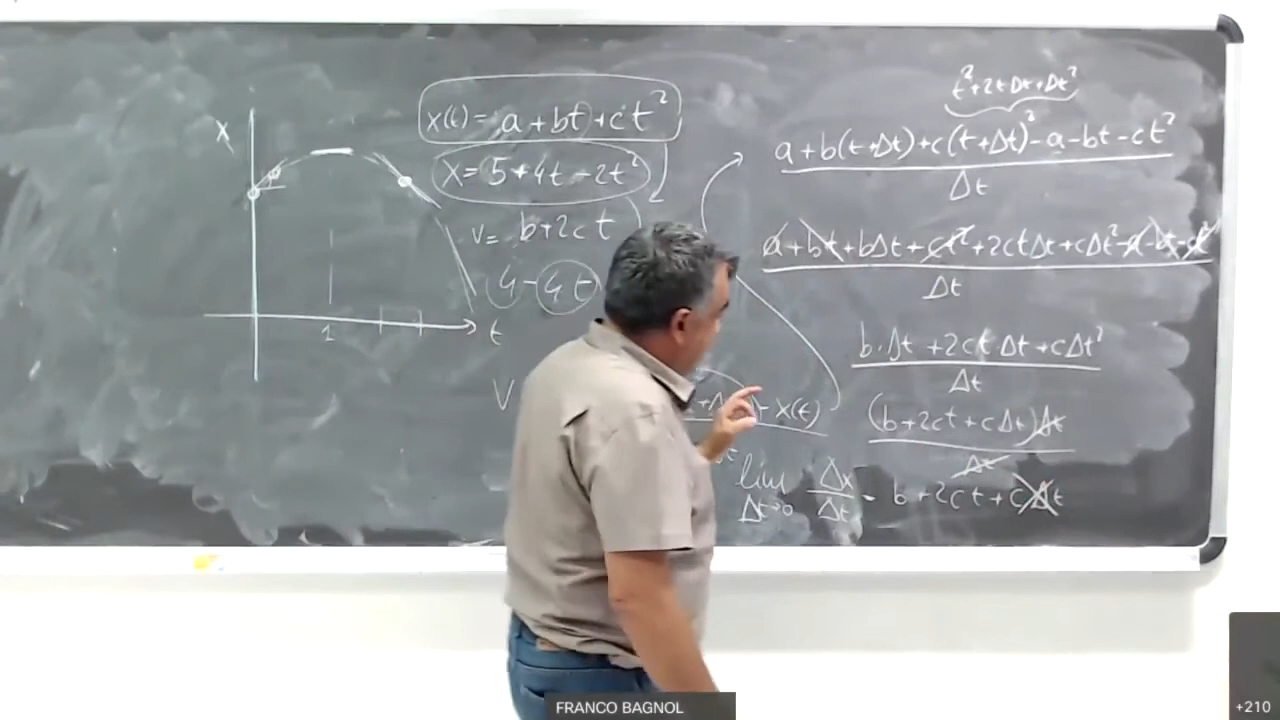 x
1
t
x(t) = a + bt + ct²
x = 5 + 4t - 2t²
v = b + 2ct
4 - 4t
V
- x(t)
t² + 2tΔt + Δt²
a + b(t + Δt) + c(t + Δt)² - a - bt - ct²
Δt
a + bt + bΔt + ct² + 2ctΔt + cΔt² - a - bt - ct²
Δt
b · Δt + 2ct · Δt + cΔt²
Δt
(b + 2ct + cΔt)Δt
Δt
lim Δx
Δt→0 Δt = b + 2ct + cΔt
FRANCO BAGNOL
+210